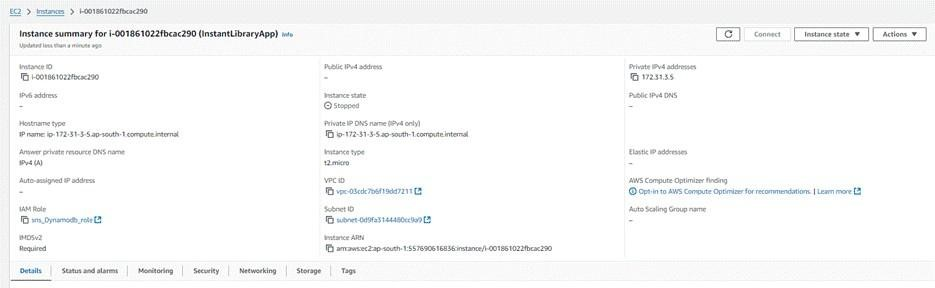 EC2 > Instances > i-001861022fbcac290
Instance summary for i-001861022fbcac290 (InstantLibraryApp) Info
Updated less than a minute ago
Connect
Instance state
Actions
Instance ID
i-001861022fbcac290
Public IPv4 address
–
Private IPv4 addresses
172.31.3.5
IPv6 address
–
Instance state
Stopped
Public IPv4 DNS
–
Hostname type
IP name: ip-172-31-3-5.ap-south-1.compute.internal
Private IP DNS name (IPv4 only)
ip-172-31-3-5.ap-south-1.compute.internal
Answer private resource DNS name
IPv4 (A)
Instance type
t2.micro
Elastic IP addresses
–
Auto-assigned IP address
–
VPC ID
vpc-03cdc7b6f19dd7211
AWS Compute Optimizer finding
Opt-in to AWS Compute Optimizer for recommendations. | Learn more
IAM Role
sns_Dynamodb_role
Subnet ID
subnet-0d9fa3144480cc9a9
Auto Scaling Group name
–
IMDSv2
Required
Instance ARN
arn:aws:ec2:ap-south-1:557690616836:instance/i-001861022fbcac290
Details
Status and alarms
Monitoring
Security
Networking
Storage
Tags